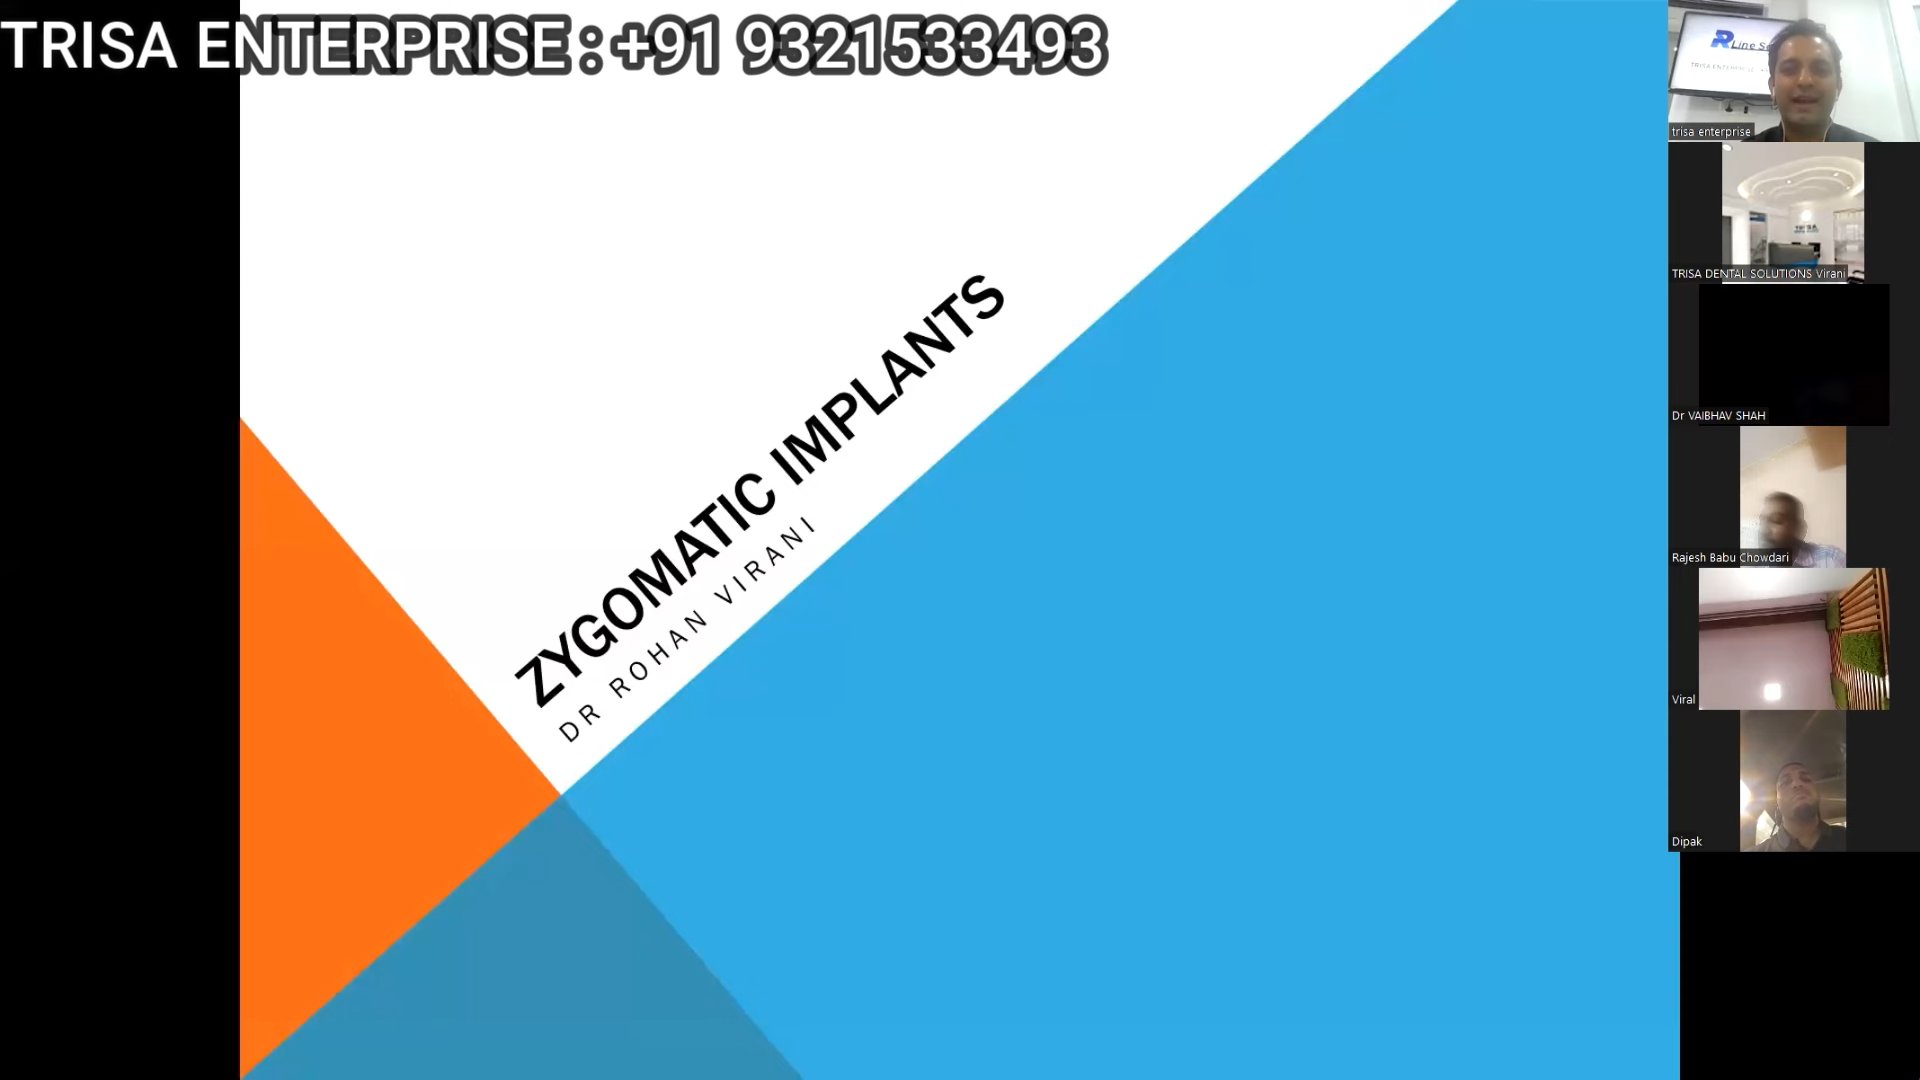 TRISA ENTERPRISE : +91 9321533493
ZYGOMATIC IMPLANTS
DR ROHAN VIRANI
trisa enterprise
TRISA DENTAL SOLUTIONS Virani
Dr VAIBHAV SHAH
Rajesh Babu Chowdari
Viral
Dipak